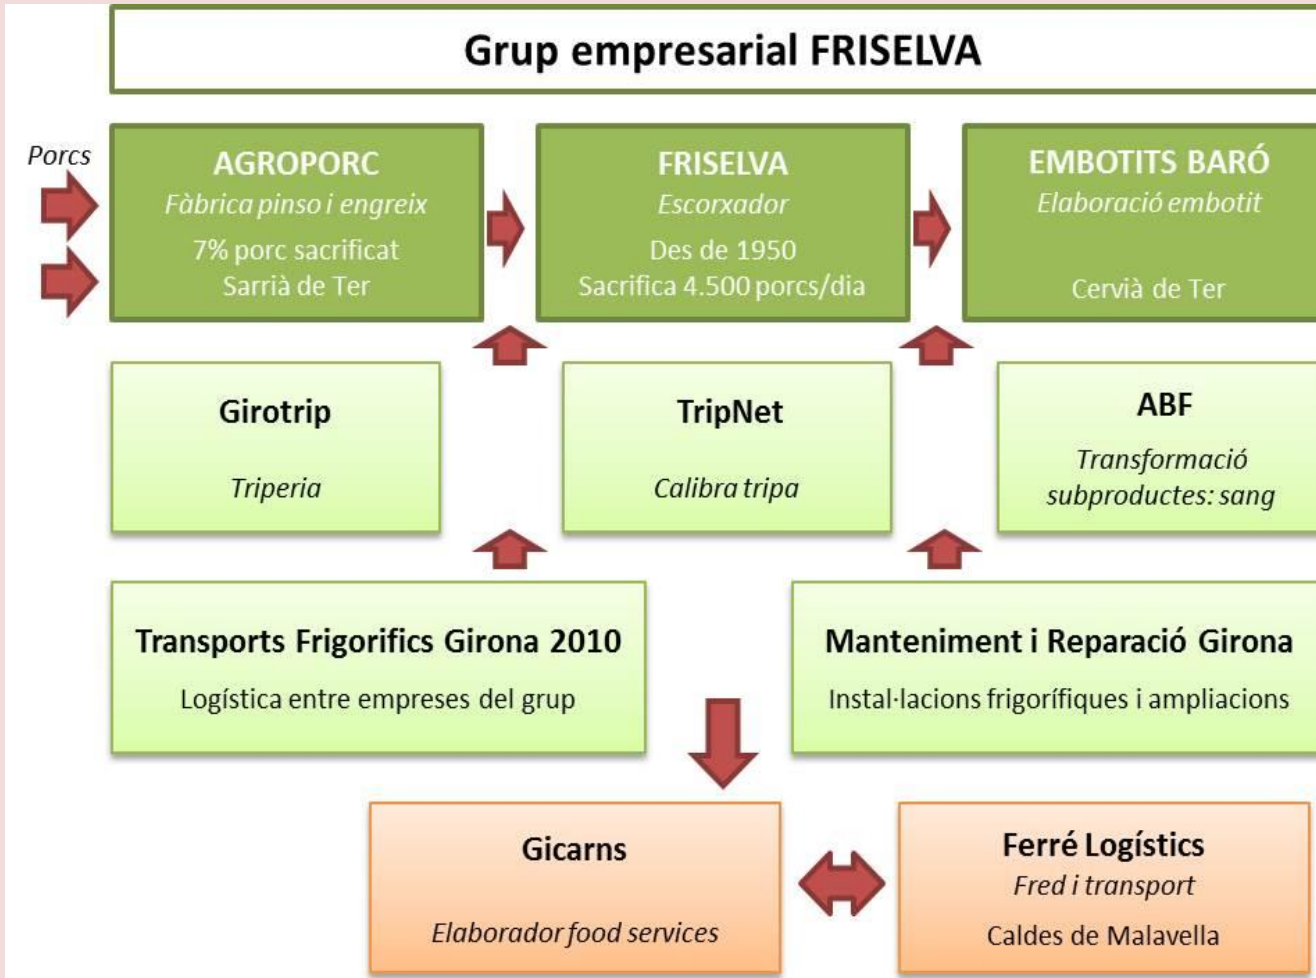 Grup empresarial FRISELVA
Porcs
AGROPORC
Fàbrica pinso i engreix
7% porc sacrificat
Sarrià de Ter
FRISELVA
Escorxador
Des de 1950
Sacrifica 4.500 porcs/dia
EMBOTITS BARÓ
Elaboració embotit
Cervià de Ter
Girotrip
Triperia
TripNet
Calibra tripa
ABF
Transformació
subproductes: sang
Transports Frigorifics Girona 2010
Logística entre empreses del grup
Manteniment i Reparació Girona
Instal·lacions frigorífiques i ampliacions
Gicarns
Elaborador food services
Ferré Logístics
Fred i transport
Caldes de Malavella